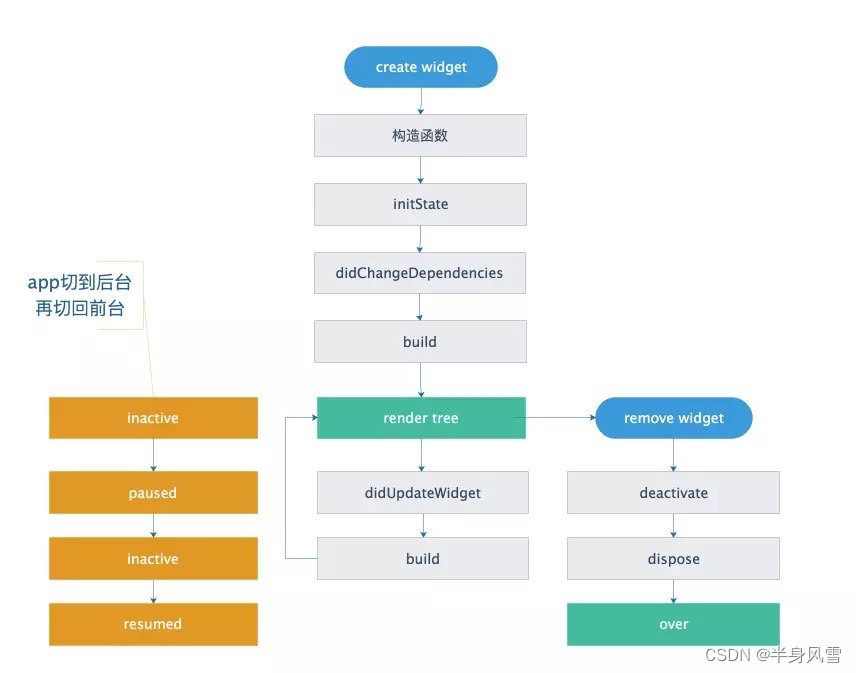 create widget
构造函数
initState
didChangeDependencies
app切到后台
再切回前台
build
inactive
render tree
remove widget
paused
didUpdateWidget
deactivate
inactive
build
dispose
resumed
over
CSDN @半身风雪